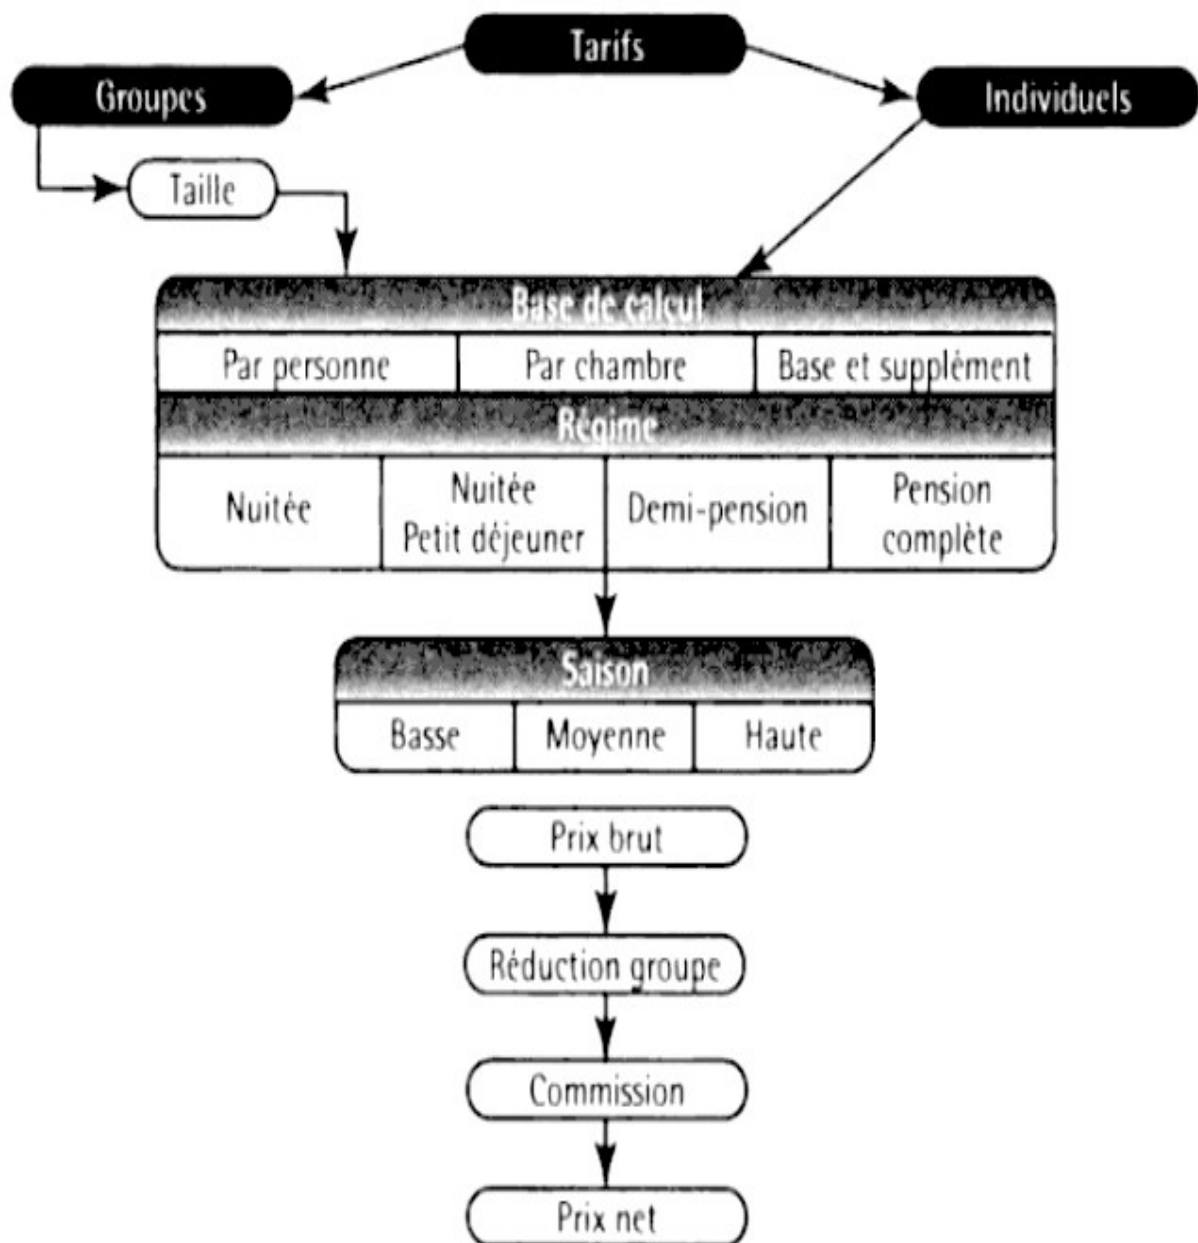 Tarifs
Groupes
Individuels
Taille
Base de calcul
Par personne
Par chambre
Base et supplément
Régime
Nuitée
Nuitée
Petit déjeuner
Demi-pension
Pension
complète
Saison
Basse
Moyenne
Haute
Prix brut
Réduction groupe
Commission
Prix net